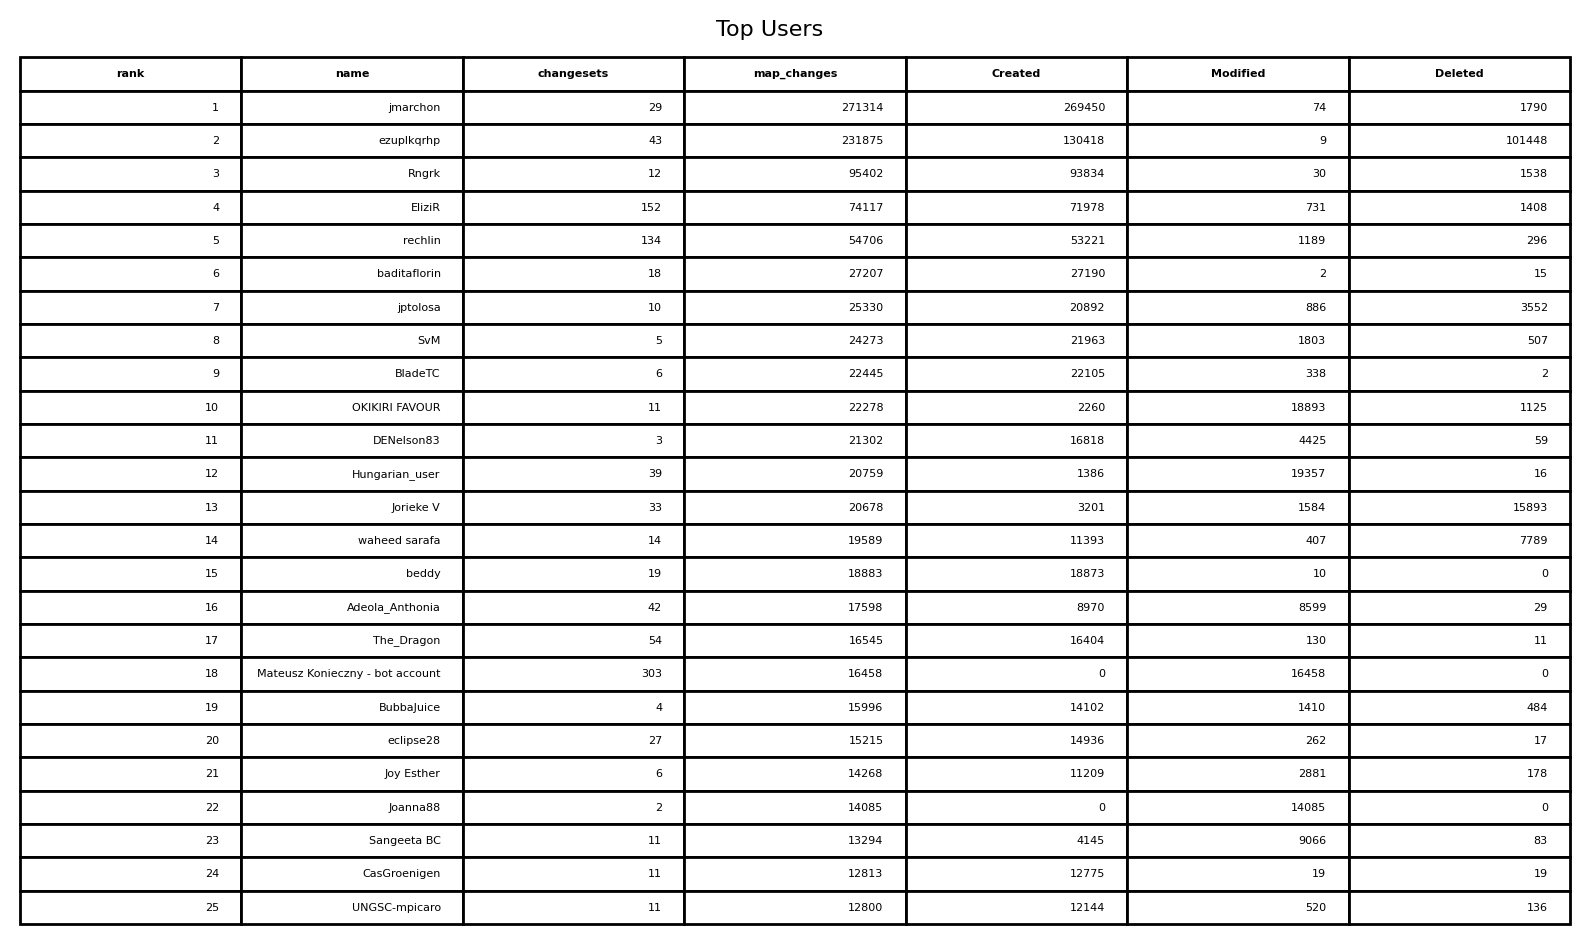 Top Users
rank name changesets map_changes Created Modified Deleted
1 jmarchon 29 271314 269450 74 1790
2 ezuplkqrhp 43 231875 130418 9 101448
3 Rngrk 12 95402 93834 30 1538
4 EliziR 152 74117 71978 731 1408
5 rechlin 134 54706 53221 1189 296
6 baditaflorin 18 27207 27190 2 15
7 jptolosa 10 25330 20892 886 3552
8 SvM 5 24273 21963 1803 507
9 BladeTC 6 22445 22105 338 2
10 OKIKIRI FAVOUR 11 22278 2260 18893 1125
11 DENelson83 3 21302 16818 4425 59
12 Hungarian_user 39 20759 1386 19357 16
13 Jorieke V 33 20678 3201 1584 15893
14 waheed sarafa 14 19589 11393 407 7789
15 beddy 19 18883 18873 10 0
16 Adeola_Anthonia 42 17598 8970 8599 29
17 The_Dragon 54 16545 16404 130 11
18 Mateusz Konieczny - bot account 303 16458 0 16458 0
19 BubbaJuice 4 15996 14102 1410 484
20 eclipse28 27 15215 14936 262 17
21 Joy Esther 6 14268 11209 2881 178
22 Joanna88 2 14085 0 14085 0
23 Sangeeta BC 11 13294 4145 9066 83
24 CasGroenigen 11 12813 12775 19 19
25 UNGSC-mpicaro 11 12800 12144 520 136